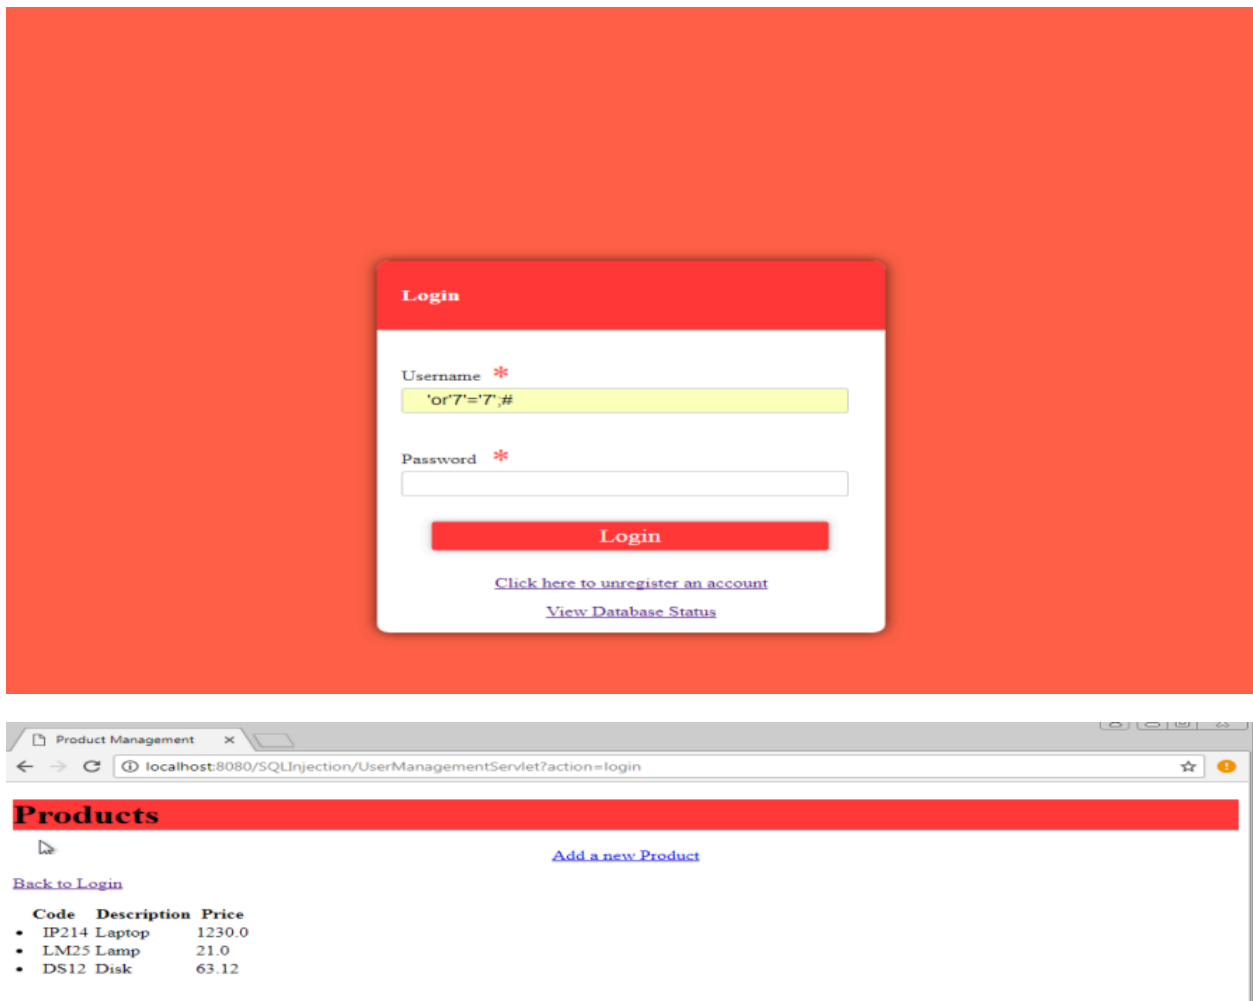 Login
Username *
'or'7'='7';#
Password *
Login
Click here to unregister an account
View Database Status
Product Management
localhost:8080/SQLInjection/UserManagementServlet?action=login
Products
Add a new Product
Back to Login
Code Description Price
• IP214 Laptop 1230.0
• LM25 Lamp 21.0
• DS12 Disk 63.12